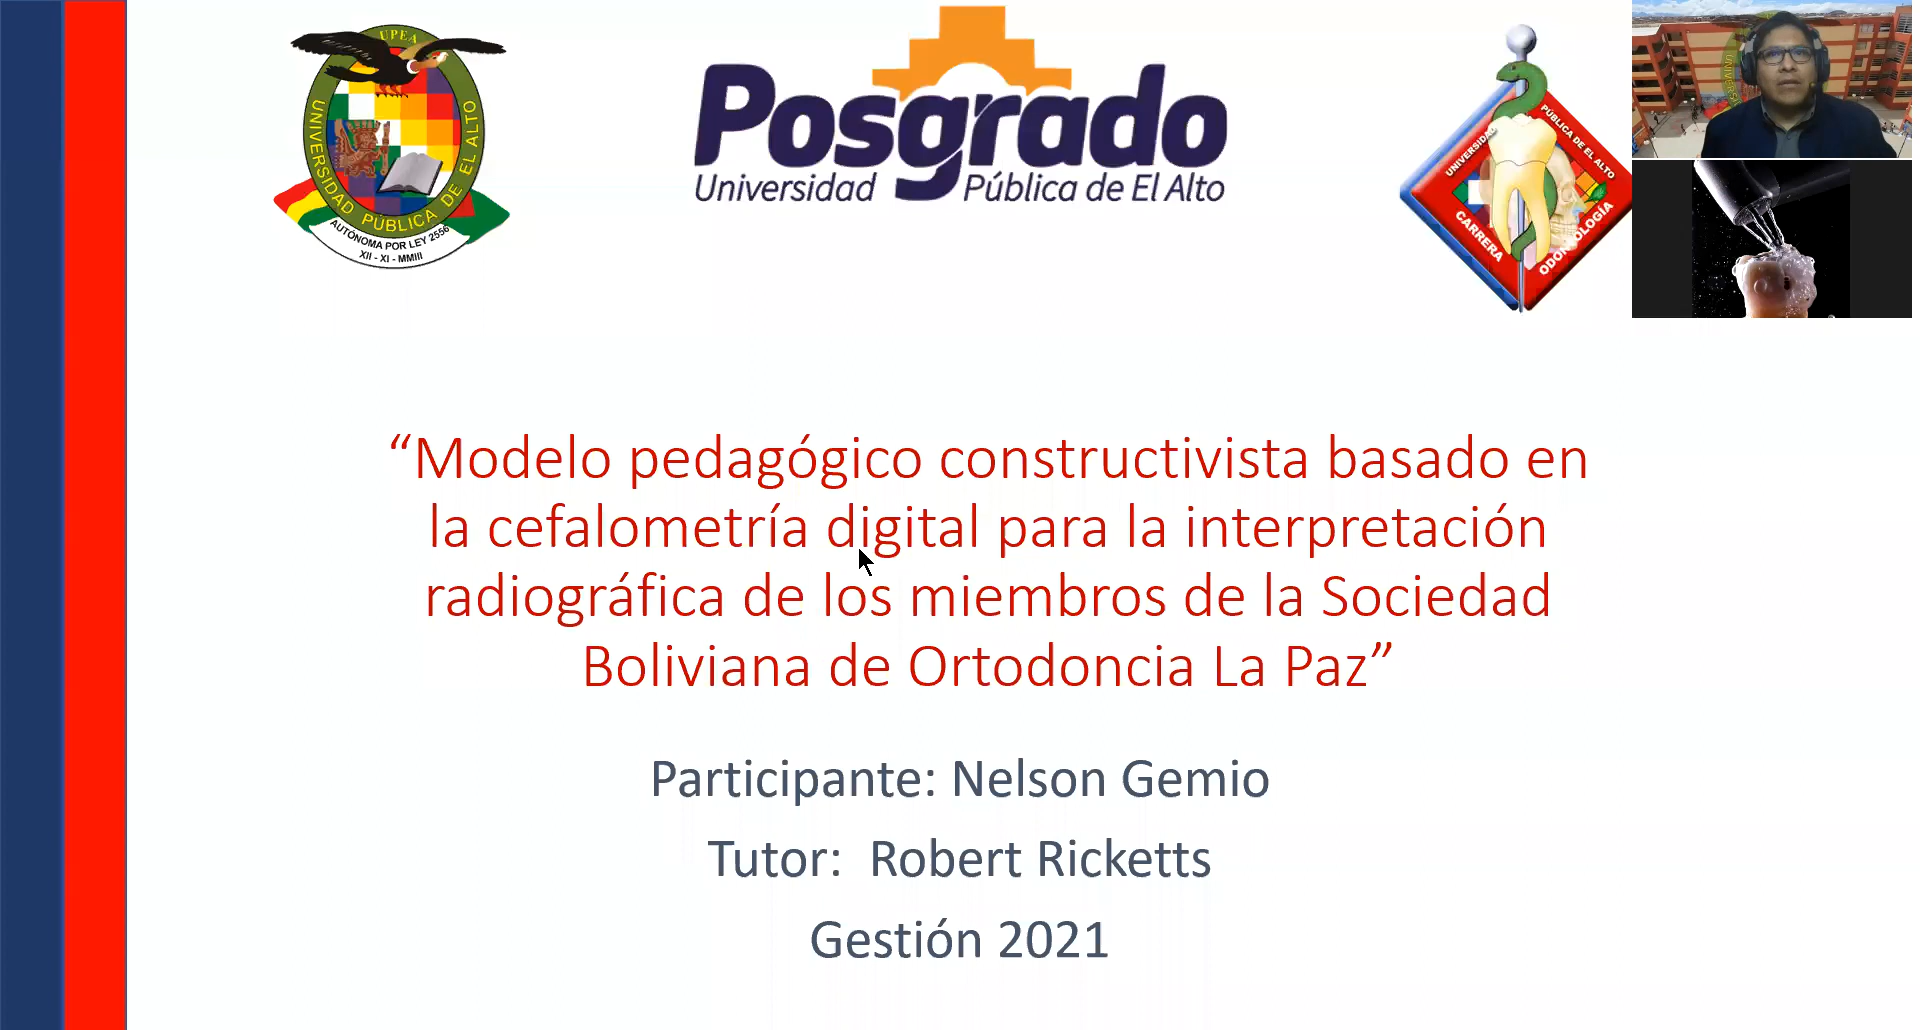 UPEA
UNIVERSIDAD PÚBLICA DE EL ALTO
AUTÓNOMA POR LEY 2556
XII - XI - MMIII
Posgrado
Universidad Pública de El Alto
UNIVERSIDAD PÚBLICA DE EL ALTO
CARRERA ODONTOLOGÍA
“Modelo pedagógico constructivista basado en
la cefalometría digital para la interpretación
radiográfica de los miembros de la Sociedad
Boliviana de Ortodoncia La Paz”
Participante: Nelson Gemio
Tutor: Robert Ricketts
Gestión 2021